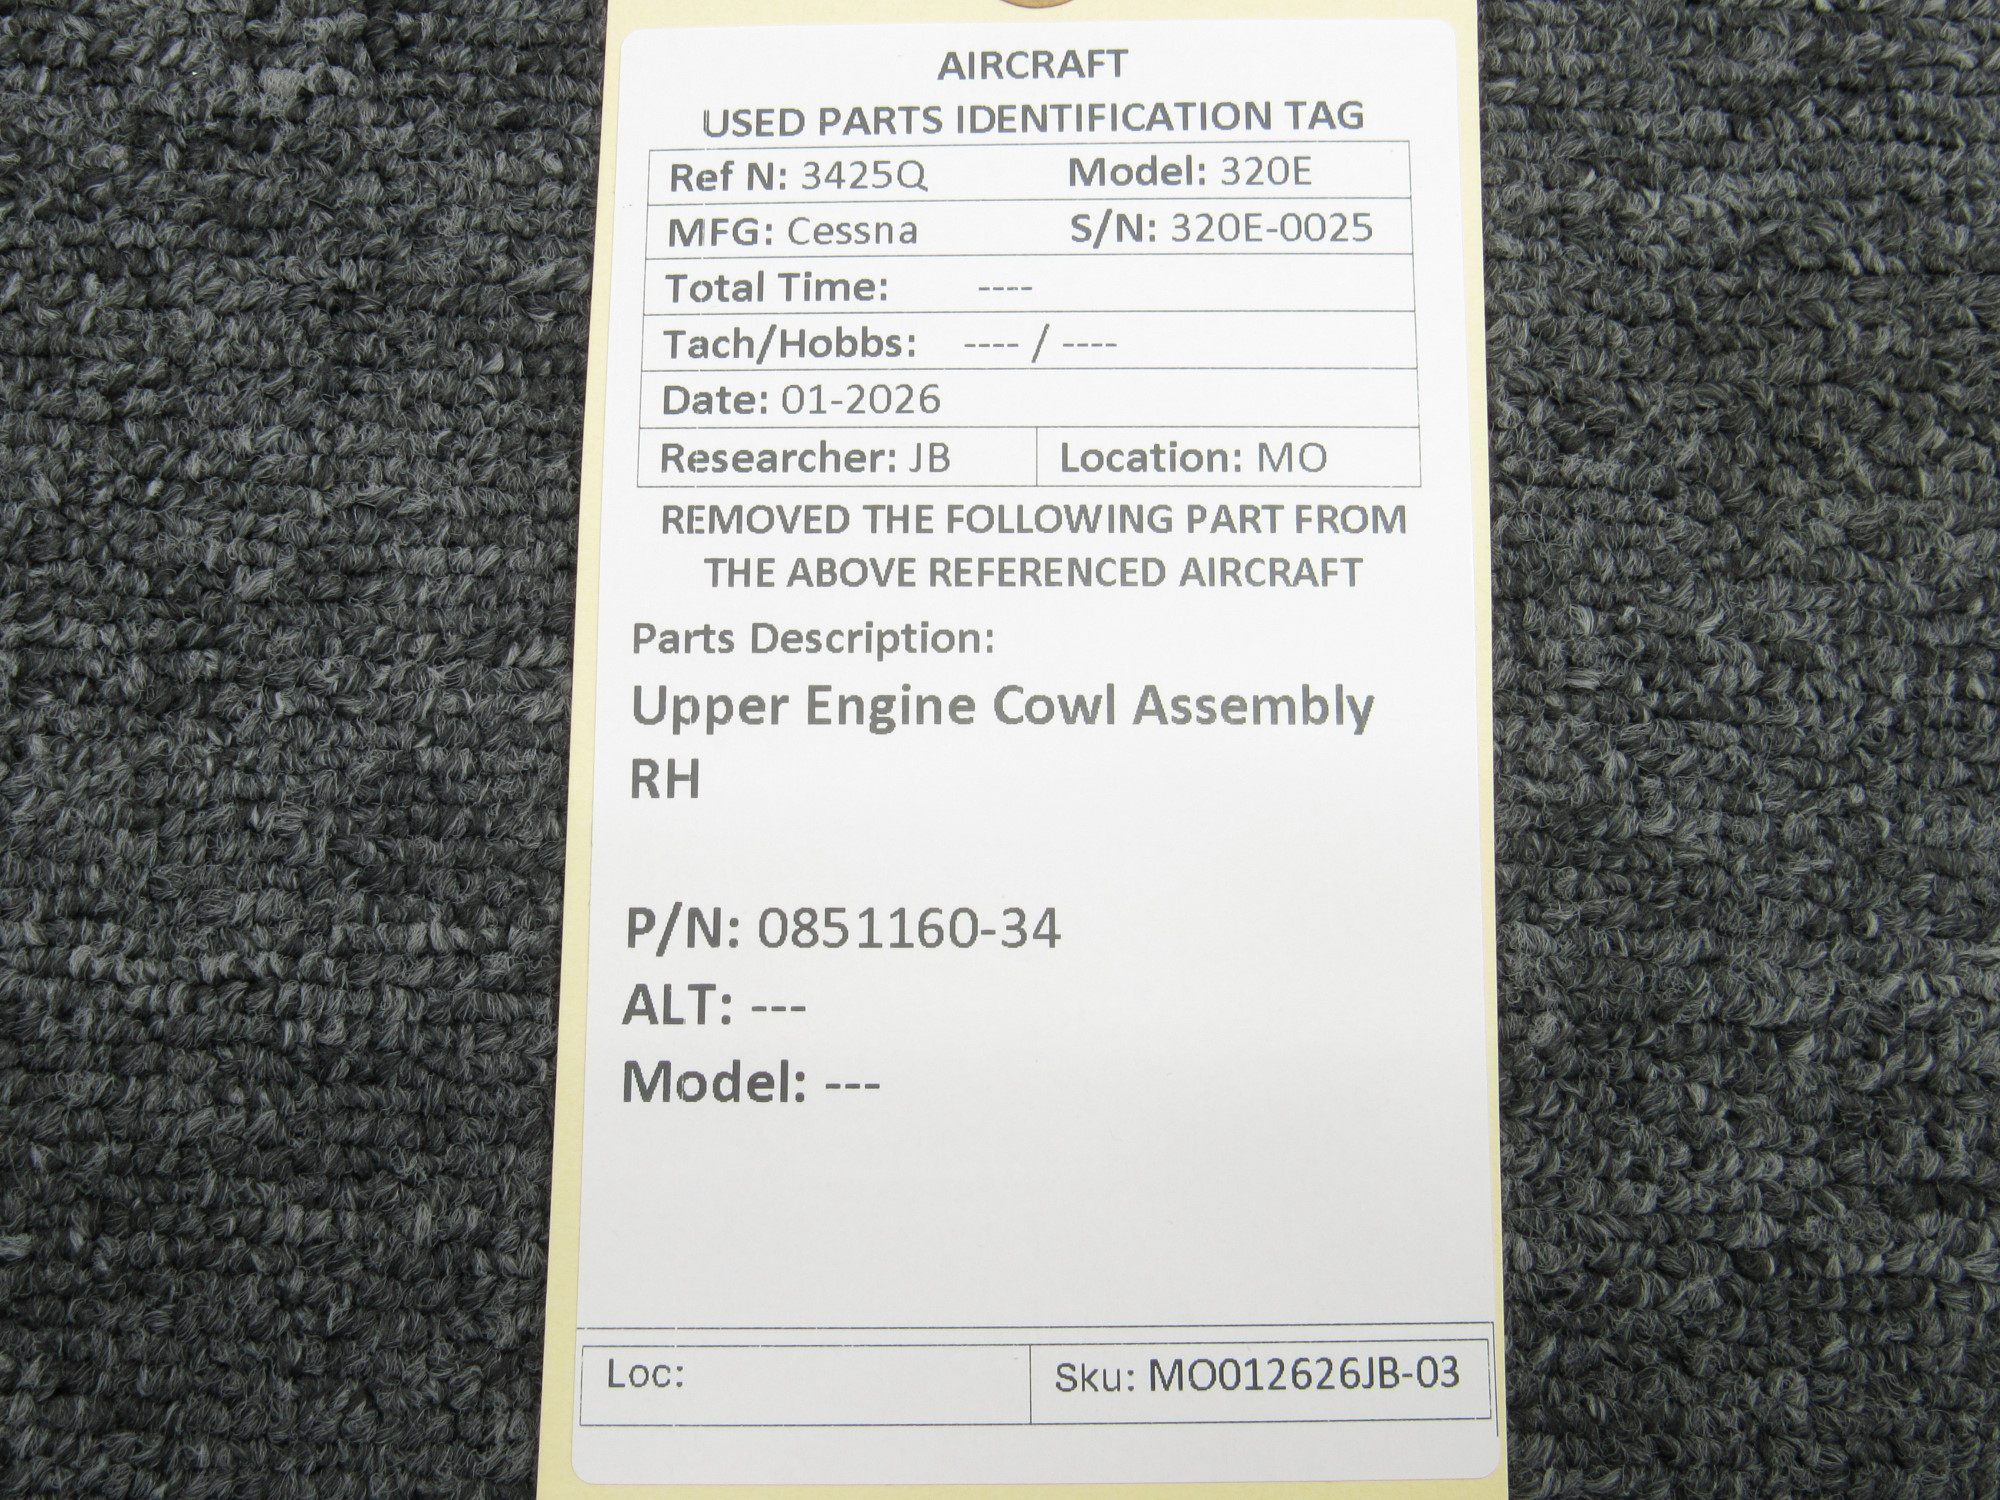 AIRCRAFT
USED PARTS IDENTIFICATION TAG
Ref N: 3425Q Model: 320E
MFG: Cessna S/N: 320E-0025
Total Time: ----
Tach/Hobbs: ---- / ----
Date: 01-2026
Researcher: JB Location: MO
REMOVED THE FOLLOWING PART FROM
THE ABOVE REFERENCED AIRCRAFT
Parts Description:
Upper Engine Cowl Assembly
RH
P/N: 0851160-34
ALT: ---
Model: ---
Loc: Sku: MO012626JB-03